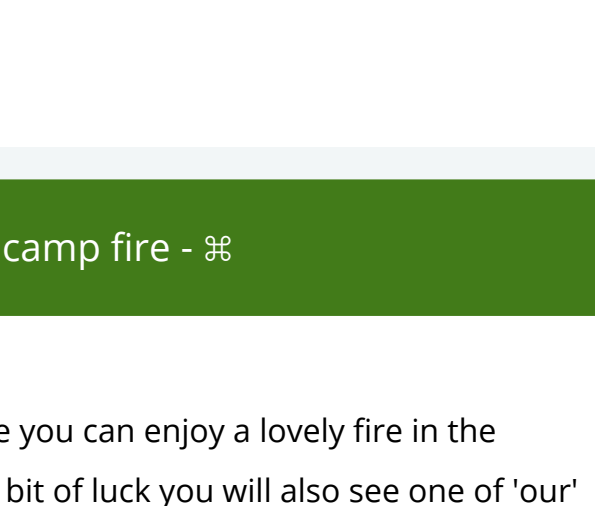 camp fire - ⌘
you can enjoy a lovely fire in the
bit of luck you will also see one of 'our'